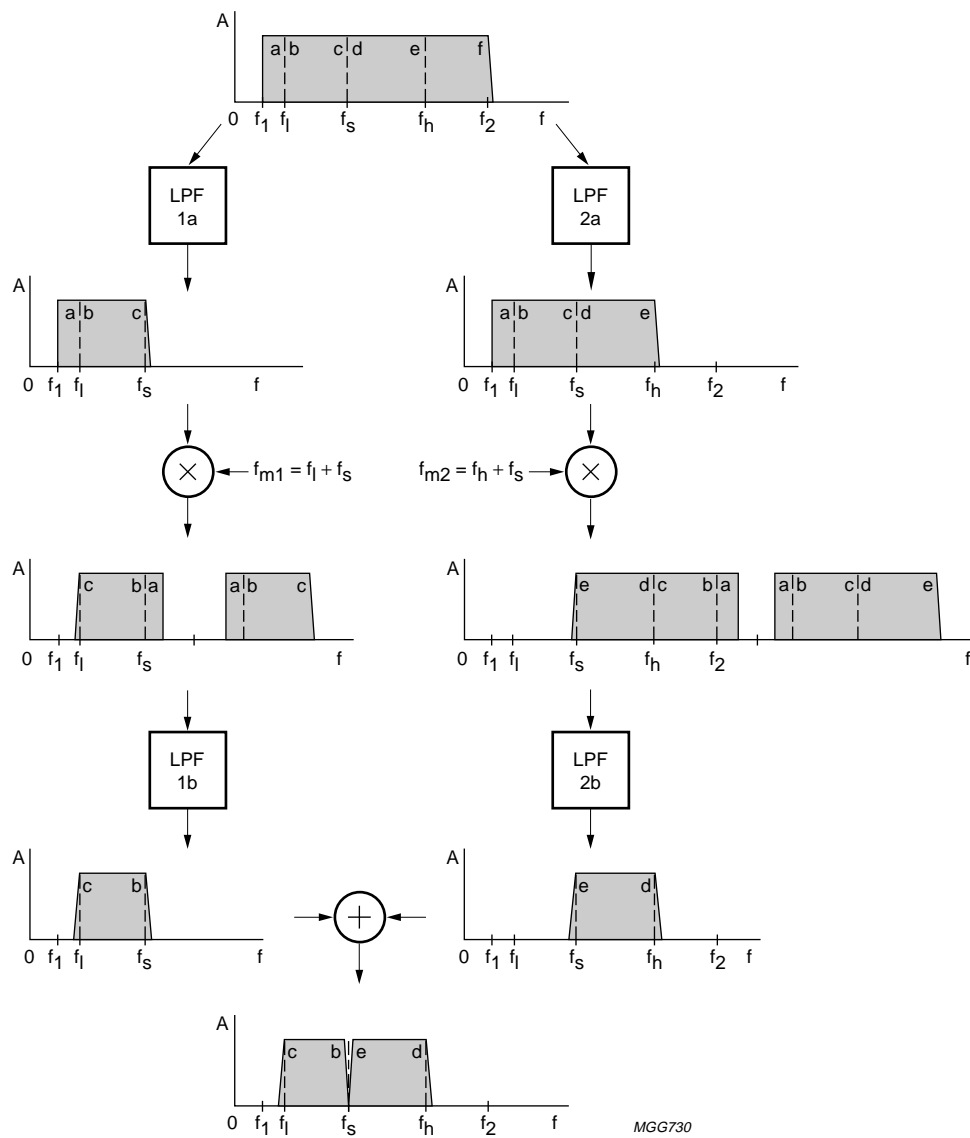 A
a b c d e f
0 f1 fl fs fh f2 f
LPF 1a
LPF 2a
A
a b c
0 f1 fl fs f
A
a b c d e
0 f1 fl fs fh f2 f
× fm1 = fl + fs
fm2 = fh + fs ×
A
c b a a b c
0 f1 fl fs f
A
e d c b a a b c d e
0 f1 fl fs fh f2 f
LPF 1b
LPF 2b
A
c b
0 f1 fl fs f
+
A
e d
0 f1 fl fs fh f2 f
A
c b e d
0 f1 fl fs fh f2 f
MGG730